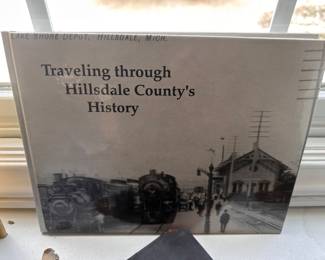 LAKE SHORE DEPOT, HILLSDALE, MICH.
Traveling through
Hillsdale County's
History